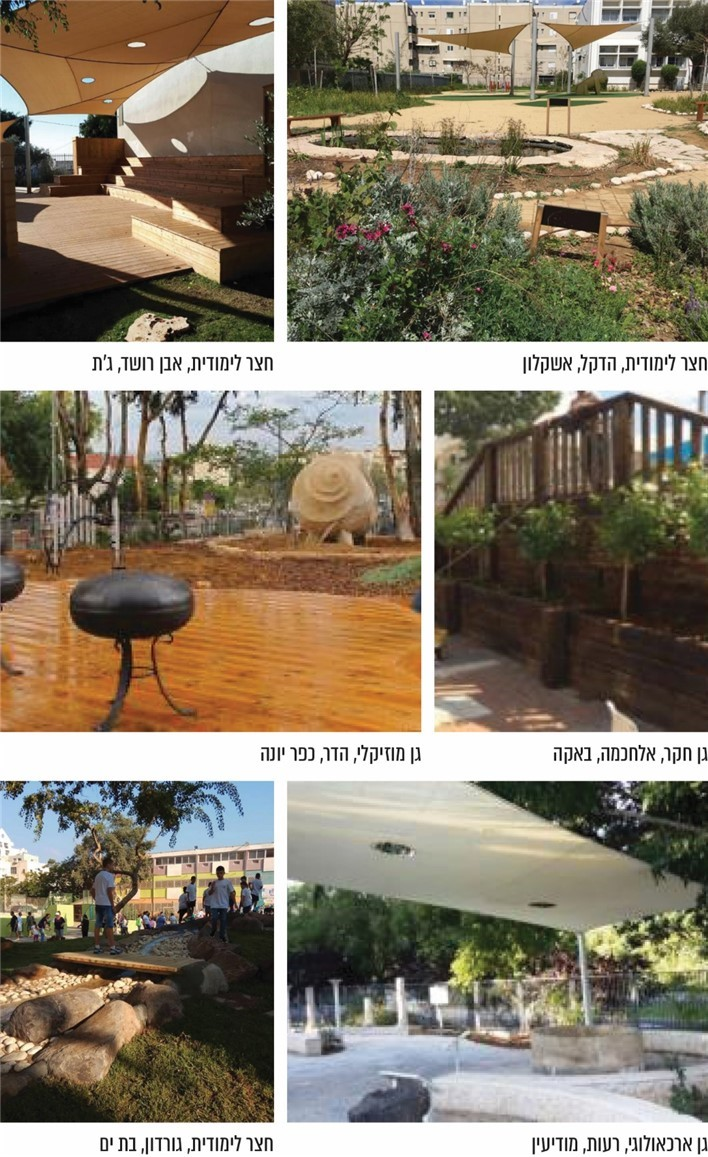 חצר לימודית, הדקל, אשקלון
חצר לימודית, אבן רושד, ג'ת
גן חקר, אלחכמה, באקה
גן מוזיקלי, הדר, כפר יונה
גן ארכאולוגי, רעות, מודיעין
חצר לימודית, גורדון, בת ים